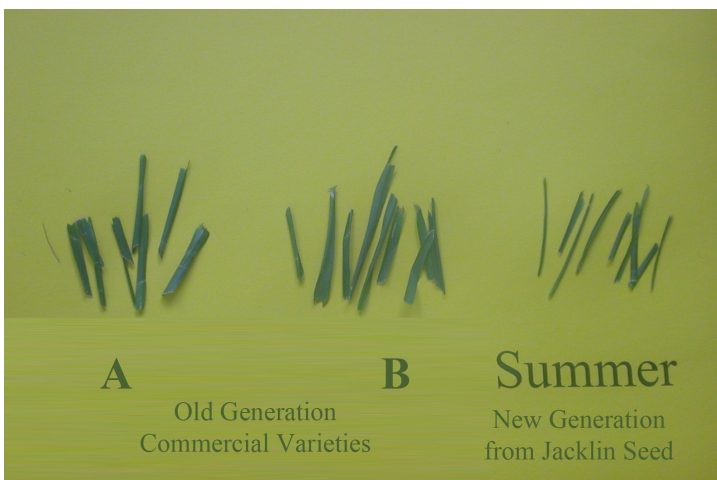 A
B
Summer
Old Generation
Commercial Varieties
New Generation
from Jacklin Seed